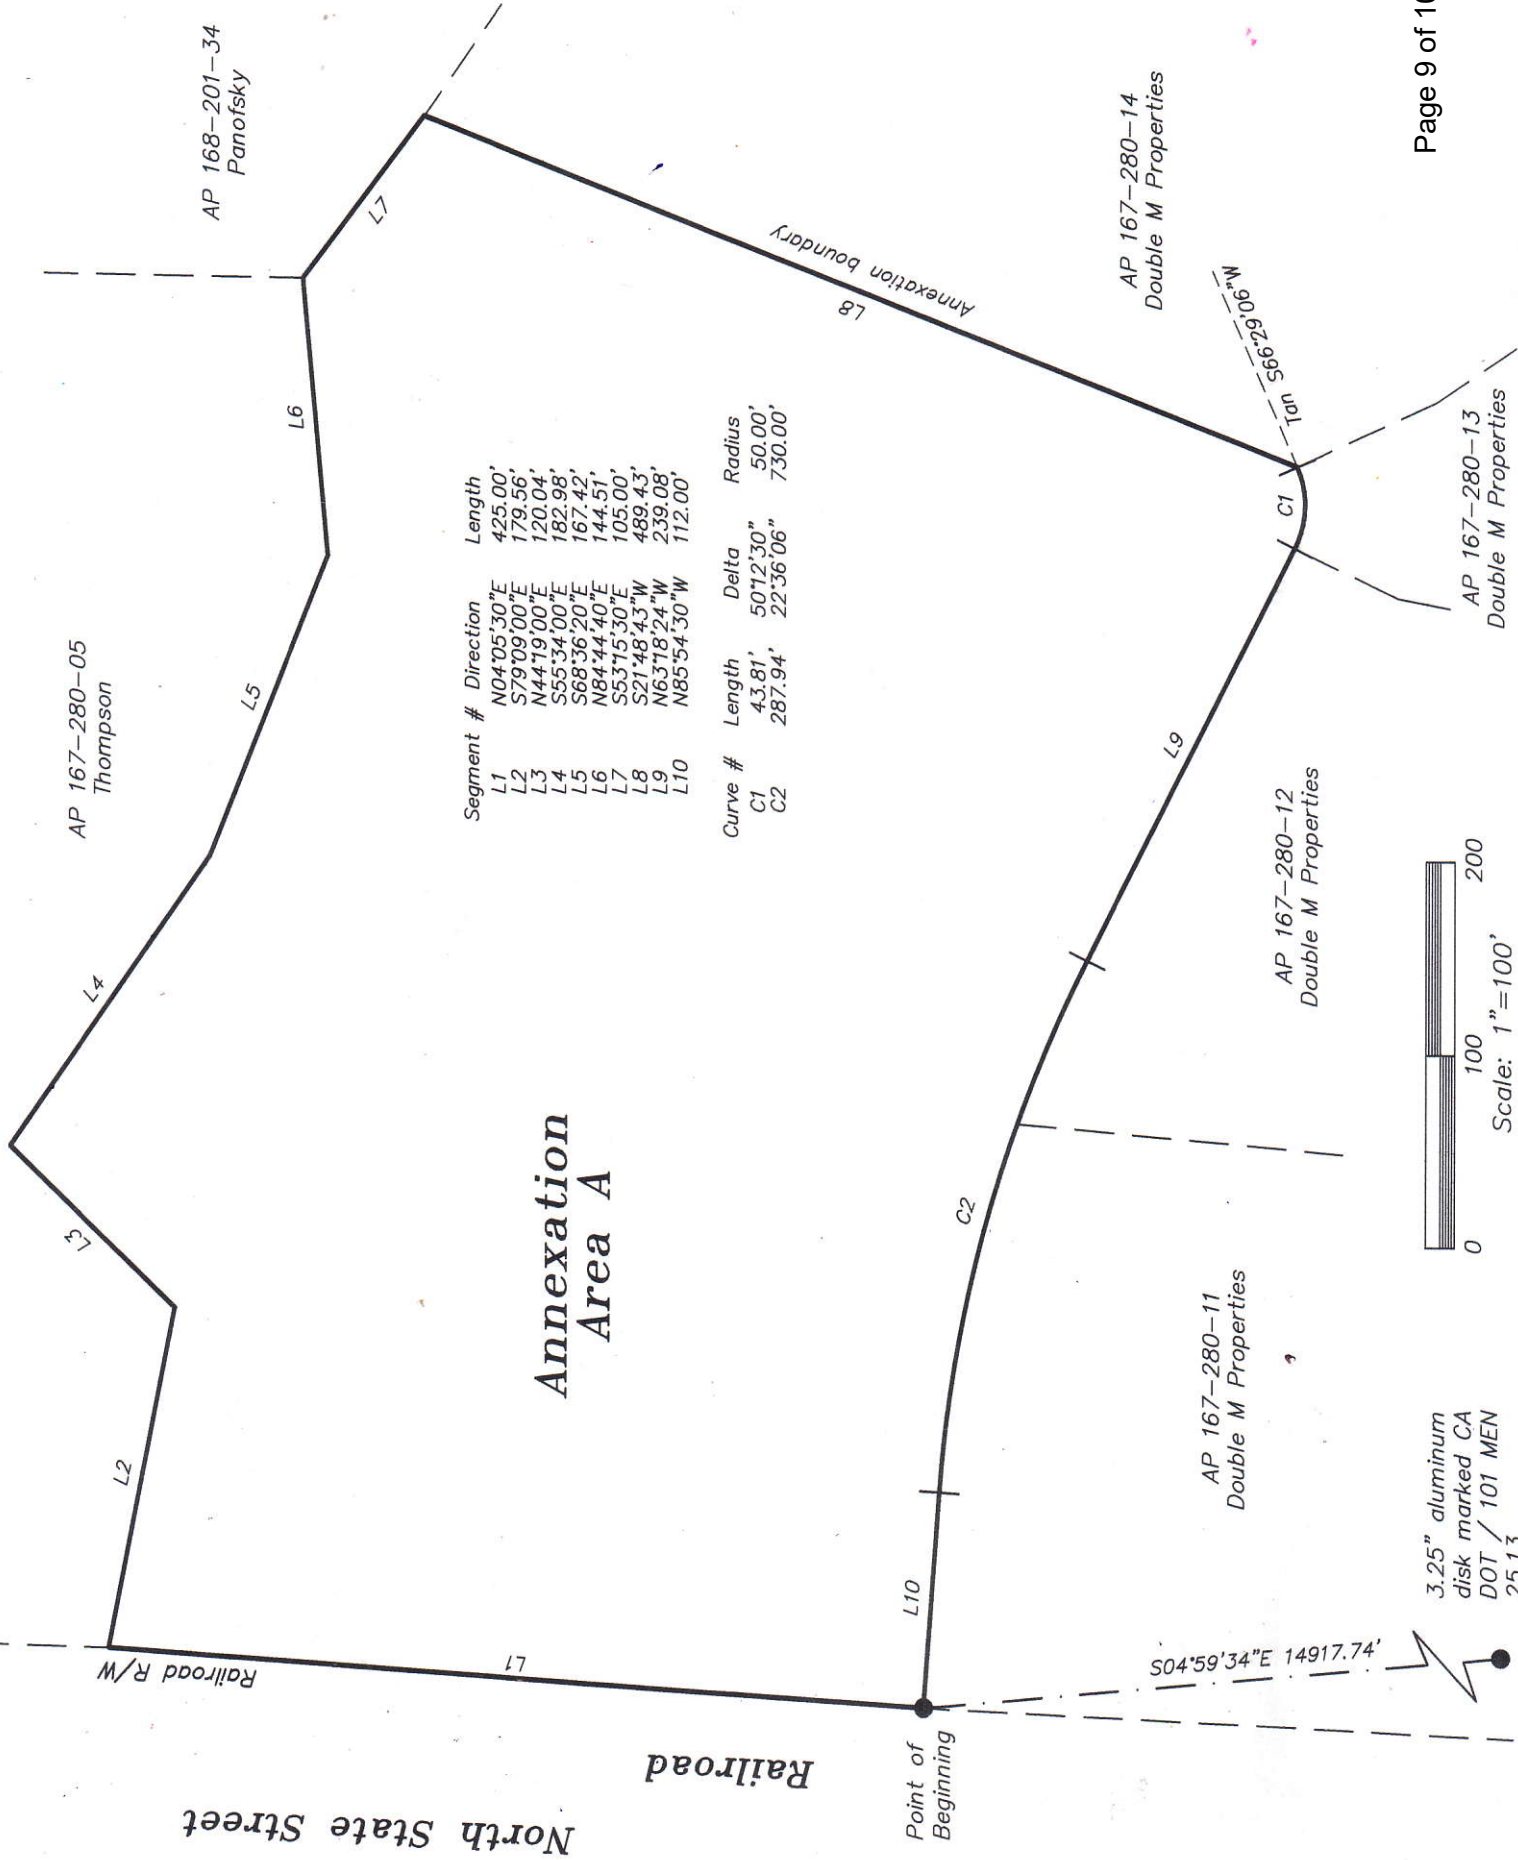 AP 168-201-34
Panofsky
AP 167-280-05
Thompson
L1
L2
L3
L4
L5
L6
L7
L8
Annexation boundary
L9
L10
C1
C2
Tan S66°29'06"W
Segment # Direction Length
L1 N04°05'30"E 425.00'
L2 S79°09'00"E 179.56'
L3 N44°19'00"E 120.04'
L4 S55°34'00"E 182.98'
L5 S68°36'20"E 167.42'
L6 N84°44'40"E 144.51'
L7 S53°15'30"E 105.00'
L8 S21°48'43"W 489.43'
L9 N63°18'24"W 239.08'
L10 N85°54'30"W 112.00'
Curve # Length Delta Radius
C1 43.81' 50°12'30" 50.00'
C2 287.94' 22°36'06" 730.00'
Annexation
Area A
Railroad R/W
North State Street
Railroad
Point of
Beginning
S04°59'34"E 14917.74'
3.25" aluminum
disk marked CA
DOT / 101 MEN
25.13
AP 167-280-11
Double M Properties
AP 167-280-12
Double M Properties
AP 167-280-13
Double M Properties
AP 167-280-14
Double M Properties
0 100 200
Scale: 1"=100'
Page 9 of 10